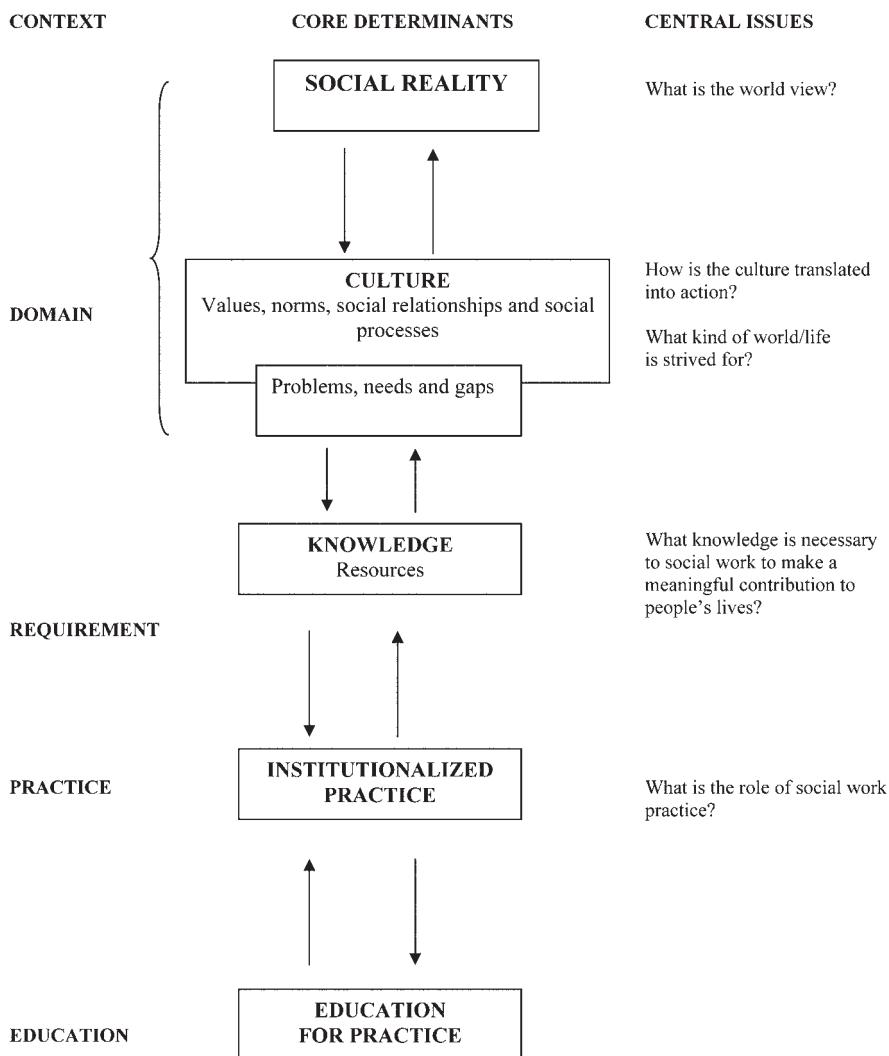 CONTEXT CORE DETERMINANTS CENTRAL ISSUES
SOCIAL REALITY
What is the world view?
DOMAIN
CULTURE
Values, norms, social relationships and social
processes
How is the culture translated
into action?
What kind of world/life
is strived for?
Problems, needs and gaps
KNOWLEDGE
Resources
What knowledge is necessary
to social work to make a
meaningful contribution to
people's lives?
REQUIREMENT
PRACTICE
INSTITUTIONALIZED
PRACTICE
What is the role of social work
practice?
EDUCATION
EDUCATION
FOR PRACTICE